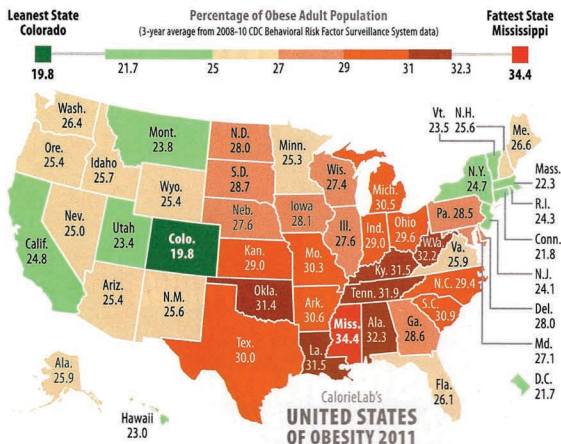 Leanest State
Colorado
19.8
Percentage of Obese Adult Population
(3-year average from 2008-10 CDC Behavioral Risk Factor Surveillance System data)
Fattest State
Mississippi
34.4
21.7
25
27
29
31
32.3
Wash.
26.4
Ore.
25.4
Idaho
25.7
Mont.
23.8
Wyo.
25.4
Nev.
25.0
Utah
23.4
Colo.
19.8
Calif.
24.8
Ariz.
25.4
N.M.
25.6
N.D.
28.0
S.D.
28.7
Neb.
27.6
Kan.
29.0
Okla.
31.4
Tex.
30.0
Minn.
25.3
Iowa
28.1
Mo.
30.3
Ark.
30.6
La.
31.5
Wis.
27.4
Ill.
27.6
Mich.
30.5
Ind.
29.0
Ohio
29.6
Ky. 31.5
Tenn. 31.9
Miss.
34.4
Ala.
32.3
Ga.
28.6
Fla.
26.1
S.C.
30.9
N.C. 29.4
Va.
25.9
W.Va.
32.2
Pa. 28.5
N.Y.
24.7
Vt.
23.5
N.H.
25.6
Me.
26.6
Mass.
22.3
R.I.
24.3
Conn.
21.8
N.J.
24.1
Del.
28.0
Md.
27.1
D.C.
21.7
Ala.
25.9
Hawaii
23.0
CalorieLab's
UNITED STATES
OF OBESITY 2011